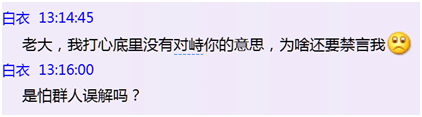 白衣 13:14:45
老大，我打心底里没有对峙你的意思，为啥还要禁言我
白衣 13:16:00
是怕群人误解吗？